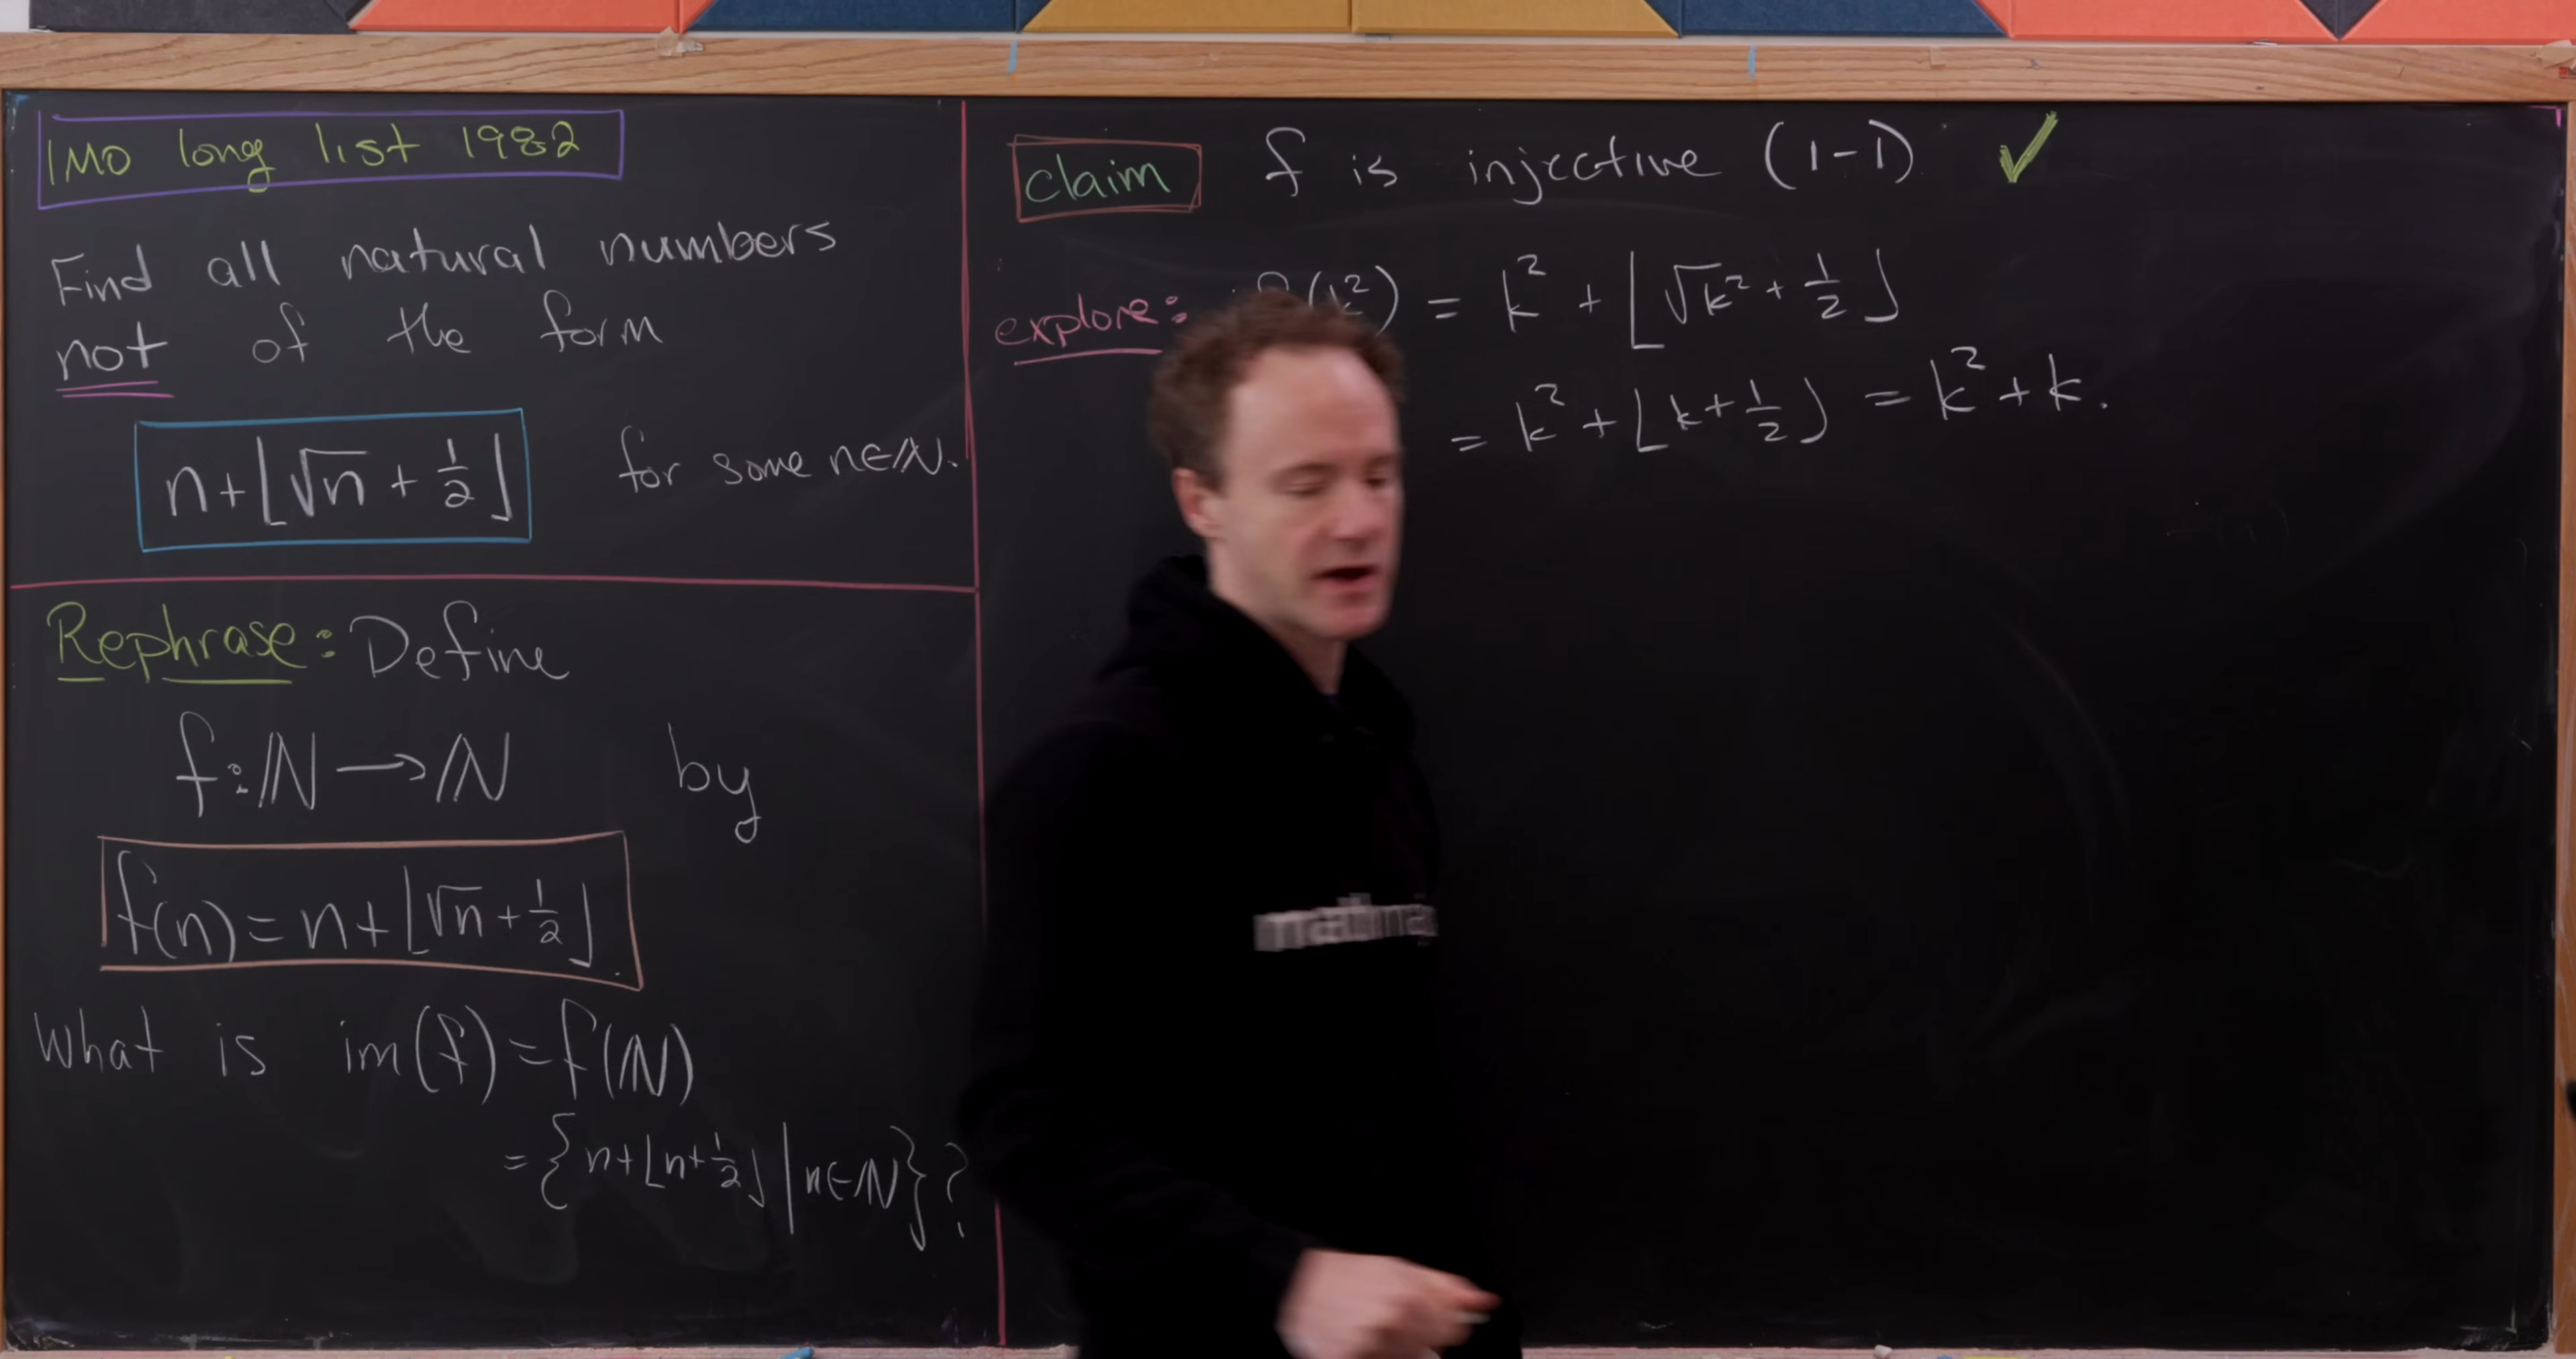 IMO long list 1982
Find all natural numbers
not of the form
n+⌊√n + 1/2⌋ for some n∈ℕ.
Rephrase: Define
f:ℕ→ℕ by
f(n)=n+⌊√n+1/2⌋.
What is im(f)=f(ℕ)
={n+⌊n+1/2⌋|n∈ℕ}?
claim f is injective (1-1) ✓
explore: (k²) = k² + ⌊√k² + 1/2⌋
= k² + ⌊k+1/2⌋ = k²+k.